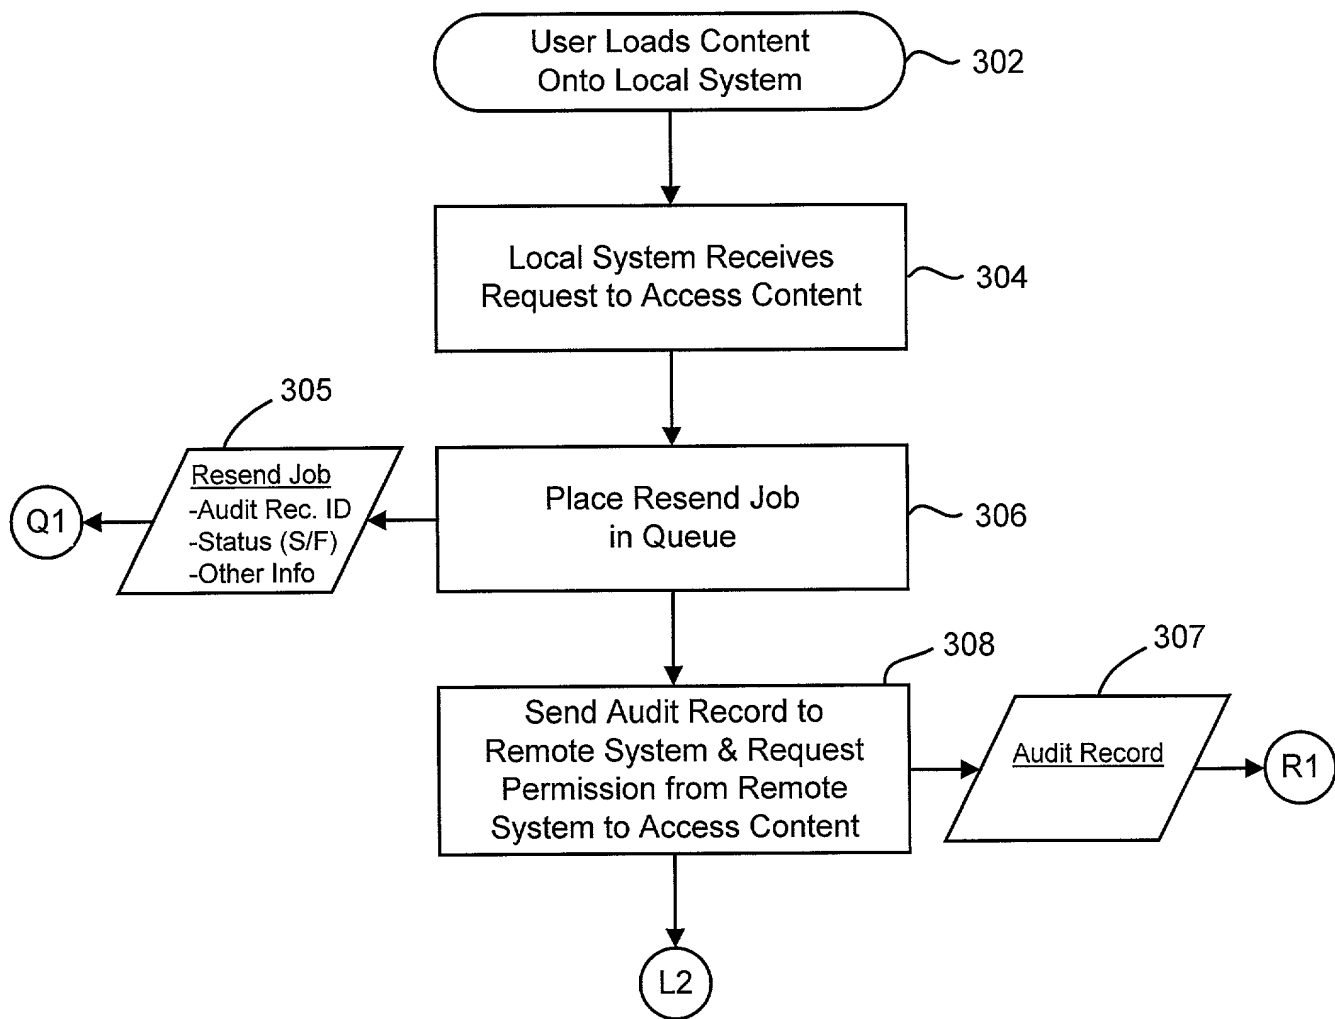 User Loads Content
Onto Local System
302
Local System Receives
Request to Access Content
304
305
Resend Job
-Audit Rec. ID
-Status (S/F)
-Other Info
Q1
Place Resend Job
in Queue
306
308
307
Send Audit Record to
Remote System & Request
Permission from Remote
System to Access Content
Audit Record
R1
L2